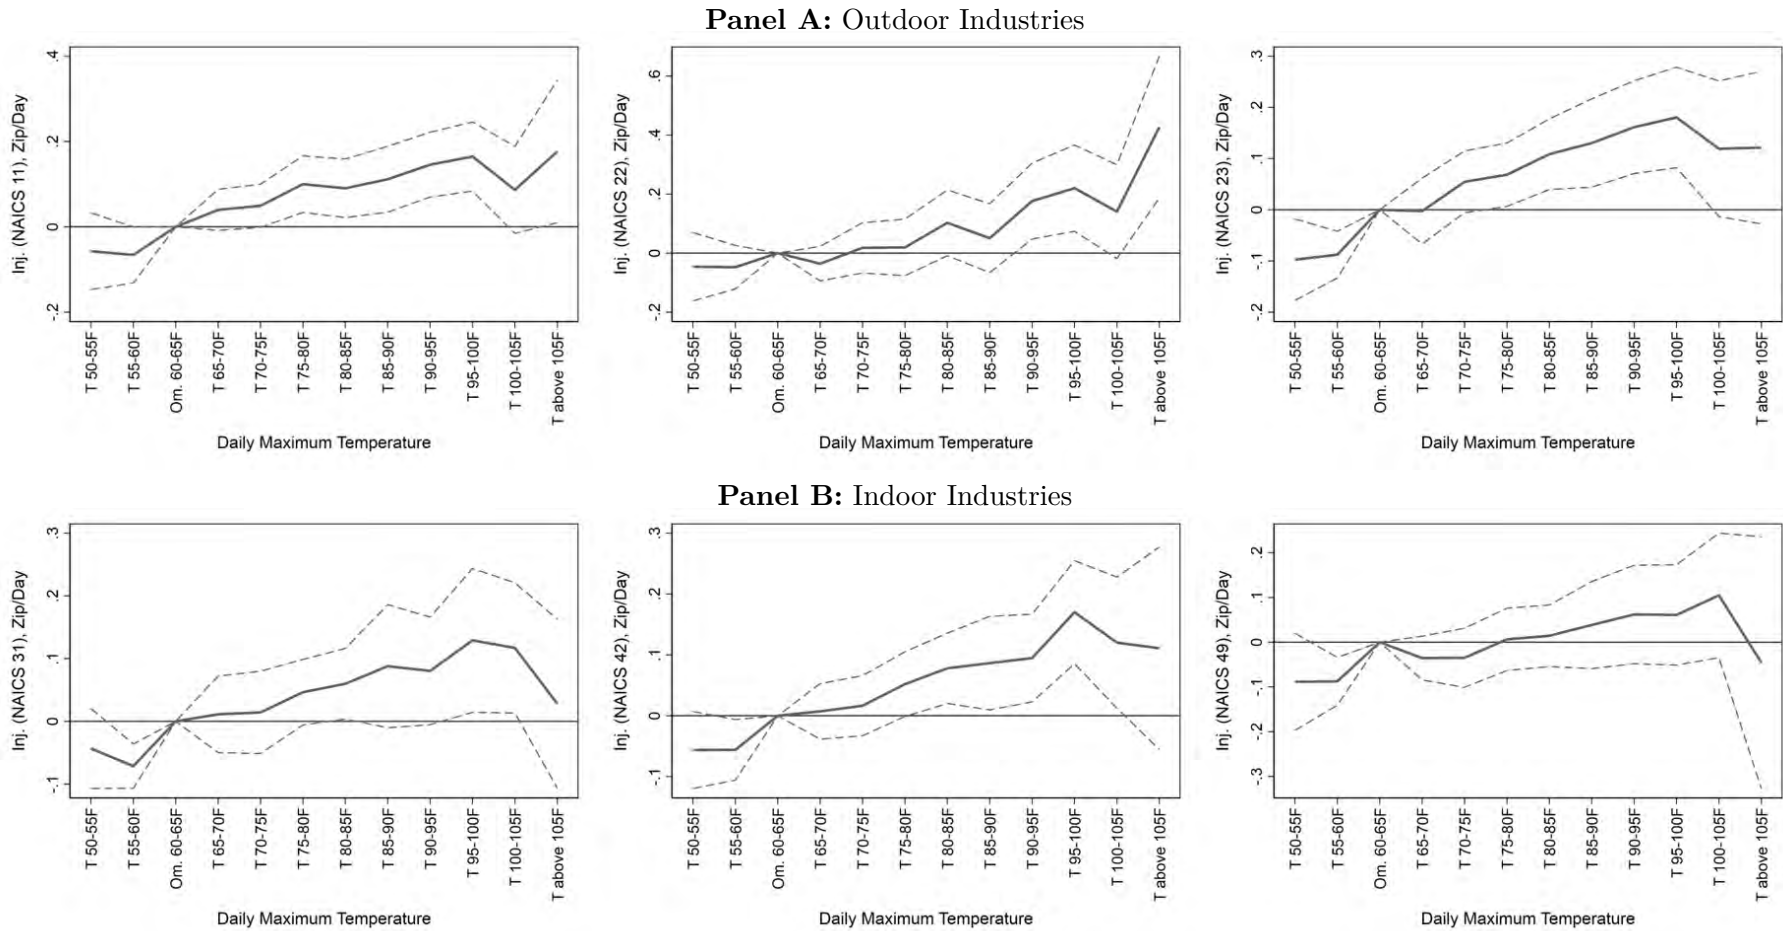 Panel A: Outdoor Industries
Inj. (NAICS 11), Zip/Day
.4
.2
0
-.2
T 50-55F
T 55-60F
Om. 60-65F
T 65-70F
T 70-75F
T 75-80F
T 80-85F
T 85-90F
T 90-95F
T 95-100F
T 100-105F
T above 105F
Daily Maximum Temperature
Inj. (NAICS 22), Zip/Day
.6
.4
.2
0
-.2
T 50-55F
T 55-60F
Om. 60-65F
T 65-70F
T 70-75F
T 75-80F
T 80-85F
T 85-90F
T 90-95F
T 95-100F
T 100-105F
T above 105F
Daily Maximum Temperature
Inj. (NAICS 23), Zip/Day
.3
.2
.1
0
-.1
-.2
T 50-55F
T 55-60F
Om. 60-65F
T 65-70F
T 70-75F
T 75-80F
T 80-85F
T 85-90F
T 90-95F
T 95-100F
T 100-105F
T above 105F
Daily Maximum Temperature
Panel B: Indoor Industries
Inj. (NAICS 31), Zip/Day
.3
.2
.1
0
-.1
T 50-55F
T 55-60F
Om. 60-65F
T 65-70F
T 70-75F
T 75-80F
T 80-85F
T 85-90F
T 90-95F
T 95-100F
T 100-105F
T above 105F
Daily Maximum Temperature
Inj. (NAICS 42), Zip/Day
.3
.2
.1
0
-.1
T 50-55F
T 55-60F
Om. 60-65F
T 65-70F
T 70-75F
T 75-80F
T 80-85F
T 85-90F
T 90-95F
T 95-100F
T 100-105F
T above 105F
Daily Maximum Temperature
Inj. (NAICS 49), Zip/Day
.2
.1
0
-.1
-.2
-.3
T 50-55F
T 55-60F
Om. 60-65F
T 65-70F
T 70-75F
T 75-80F
T 80-85F
T 85-90F
T 90-95F
T 95-100F
T 100-105F
T above 105F
Daily Maximum Temperature